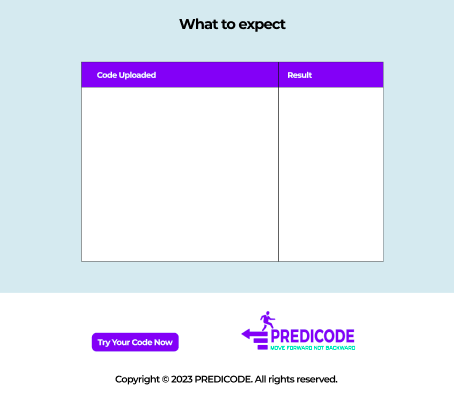 What to expect
Code Uploaded
Result
Try Your Code Now
PREDICODE
MOVE FORWARD NOT BACKWARD
Copyright © 2023 PREDICODE. All rights reserved.